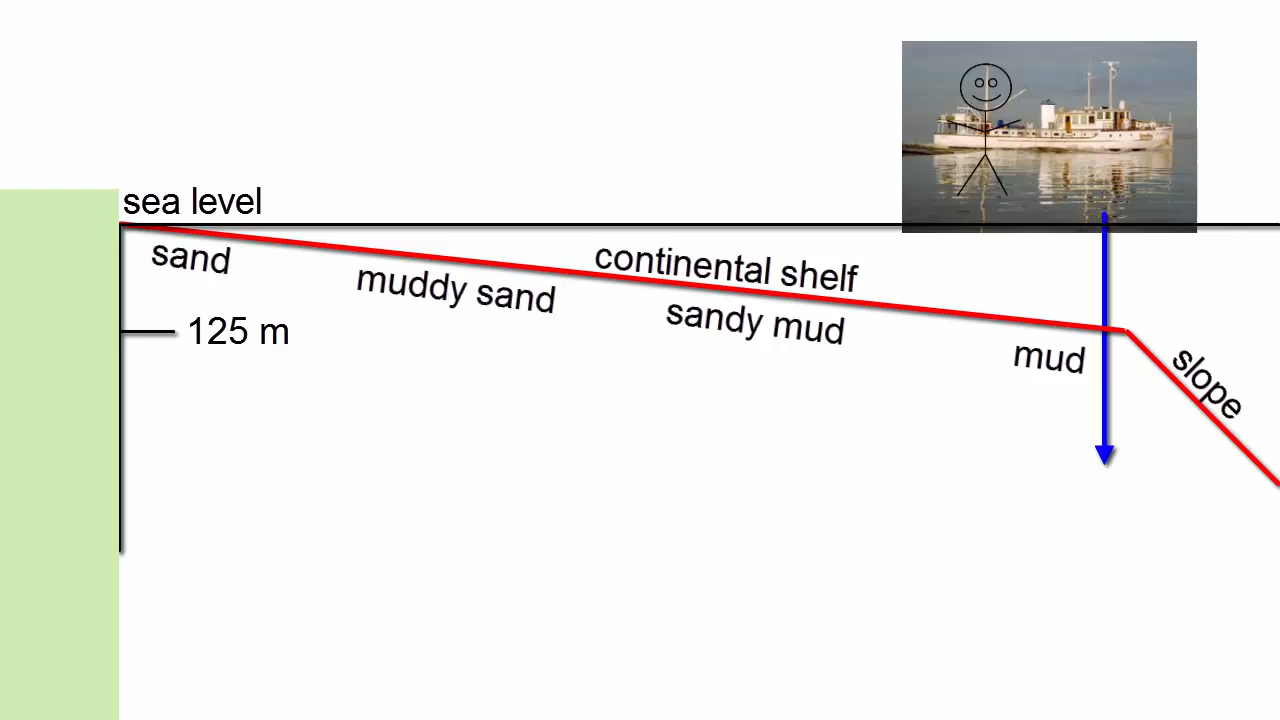 sea level
sand
muddy sand
continental shelf
sandy mud
125 m
mud
slope